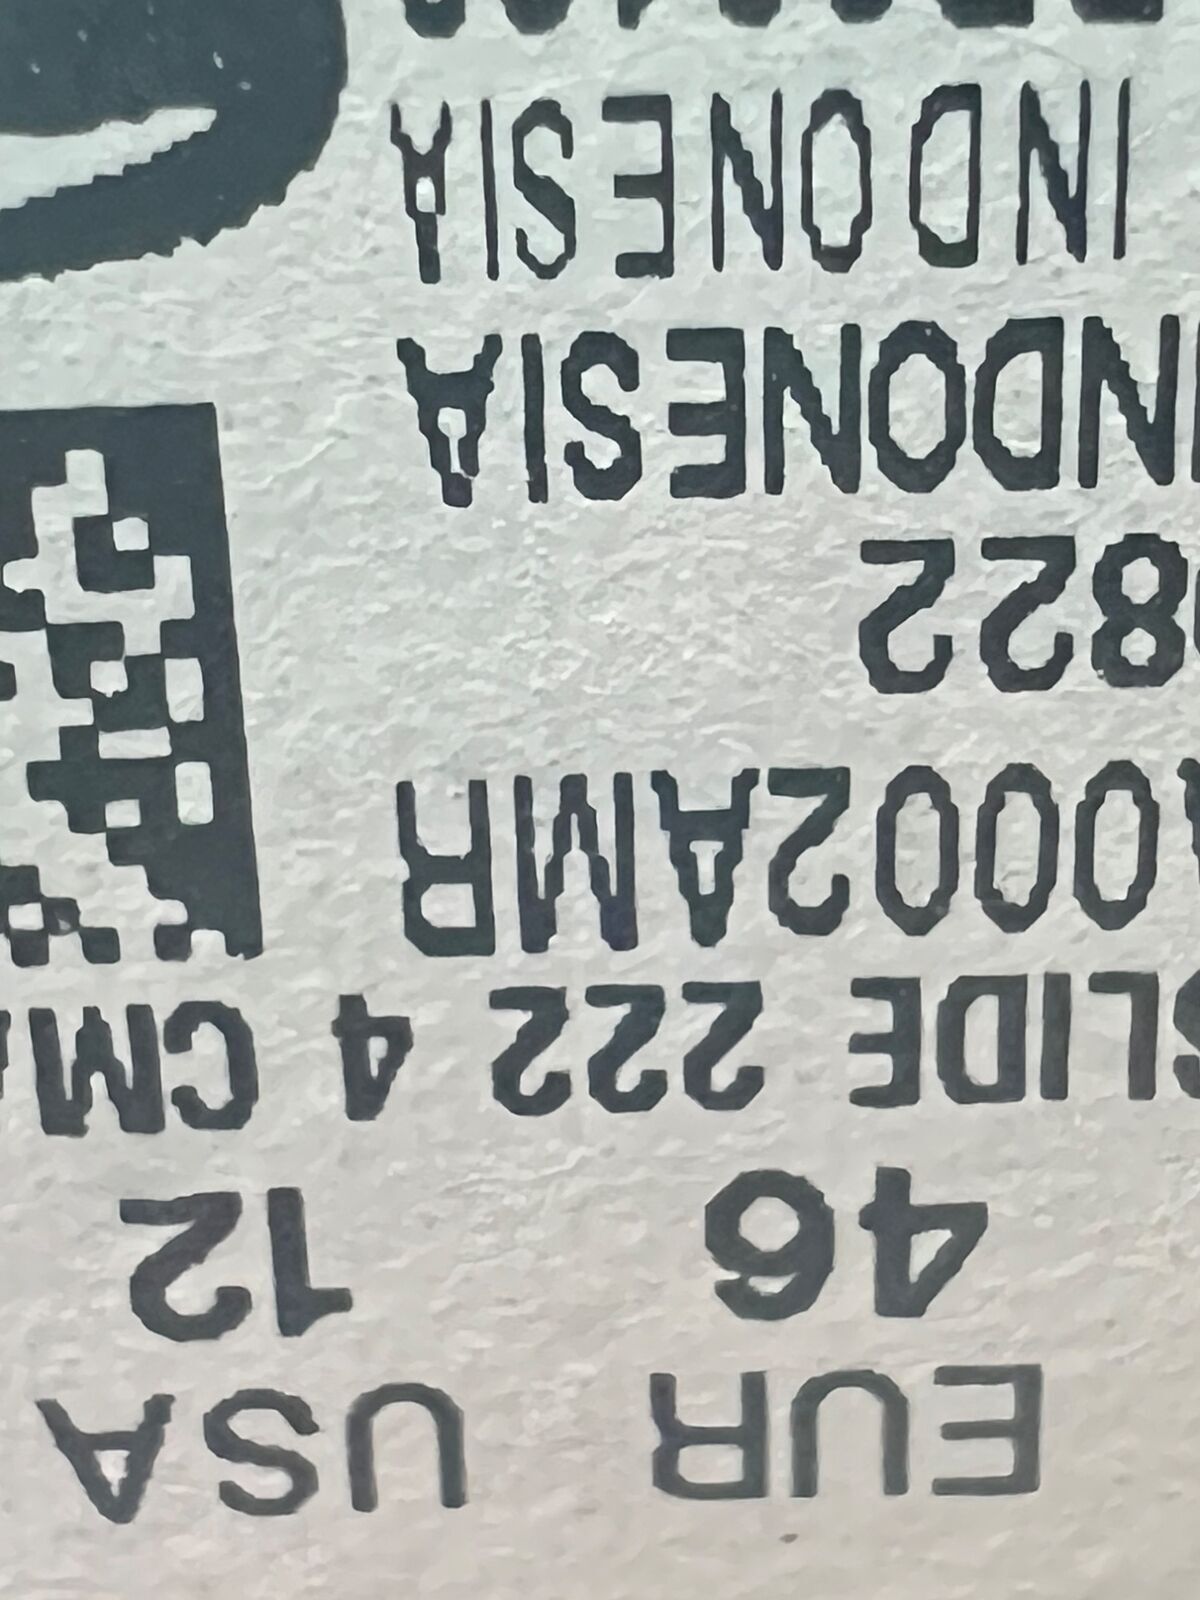 EUR USA
46 12
SLIDE 222 4 CM
0002AMR
822
INDONESIA
INDONESIA